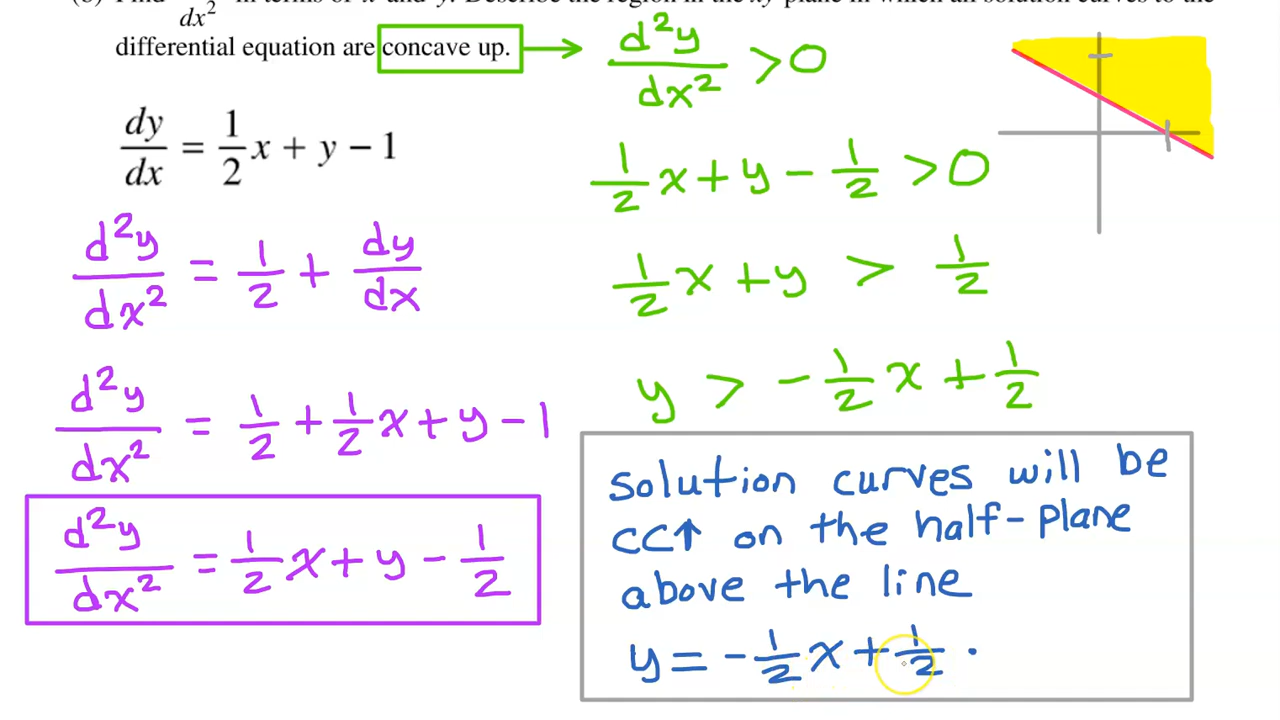 dx²
differential equation are concave up.
dy/dx = 1/2 x + y − 1
d²y/dx² = 1/2 + dy/dx
d²y/dx² = 1/2 + 1/2 x + y − 1
d²y/dx² = 1/2 x + y − 1/2
d²y/dx² > 0
1/2 x + y − 1/2 > 0
1/2 x + y > 1/2
y > − 1/2 x + 1/2
solution curves will be
CC↑ on the half-plane
above the line
y = − 1/2 x + 1/2 .